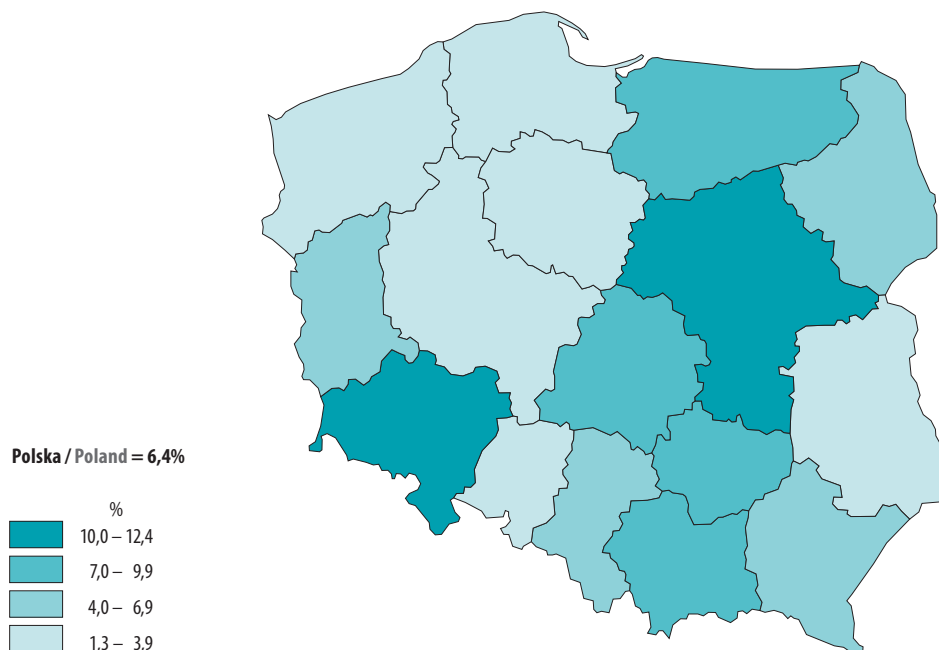 Polska / Poland = 6,4%
%
10,0 – 12,4
7,0 – 9,9
4,0 – 6,9
1,3 – 3,9